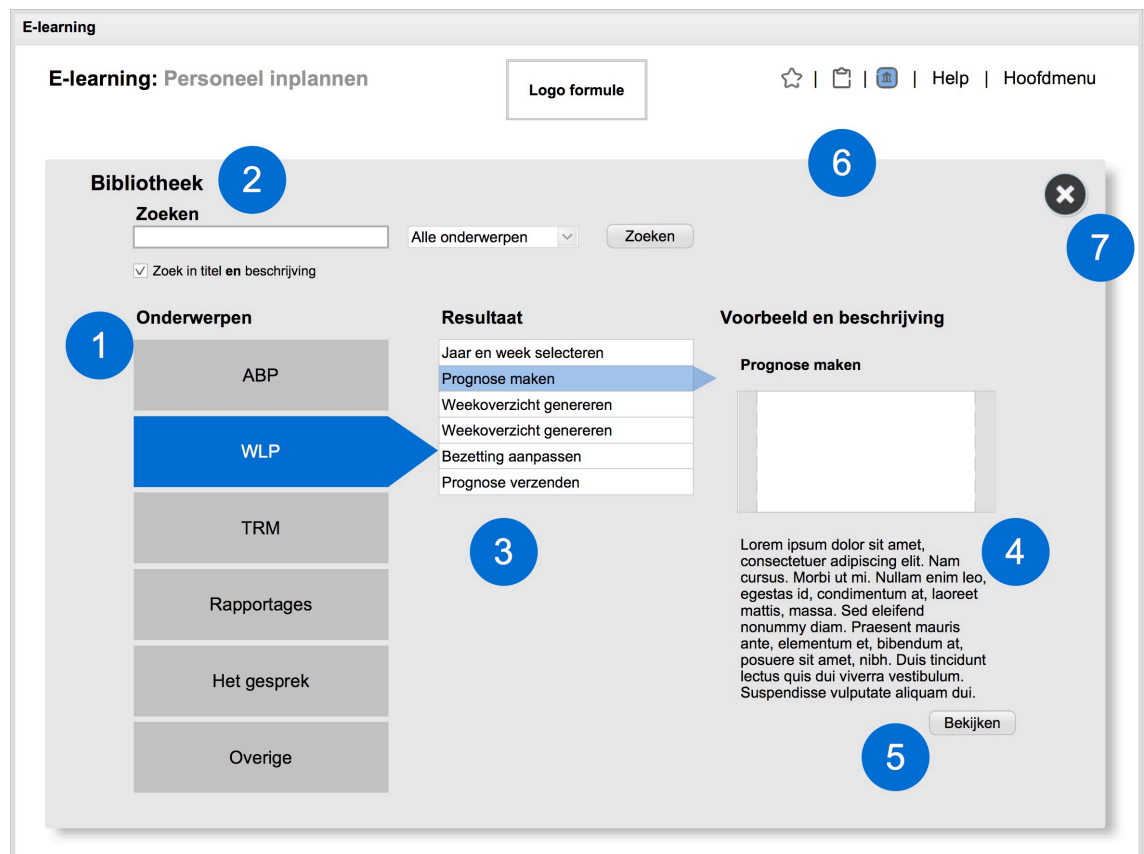 E-learning
E-learning: Personeel inplannen
Logo formule
| | | Help | Hoofdmenu
6
Bibliotheek
2
7
Zoeken
Alle onderwerpen
Zoeken
Zoek in titel en beschrijving
1
Onderwerpen
ABP
WLP
TRM
Rapportages
Het gesprek
Overige
Resultaat
Jaar en week selecteren
Prognose maken
Weekoverzicht genereren
Weekoverzicht genereren
Bezetting aanpassen
Prognose verzenden
3
Voorbeeld en beschrijving
Prognose maken
4
Lorem ipsum dolor sit amet,
consectetuer adipiscing elit. Nam
cursus. Morbi ut mi. Nullam enim leo,
egestas id, condimentum at, laoreet
mattis, massa. Sed eleifend
nonummy diam. Praesent mauris
ante, elementum et, bibendum at,
posuere sit amet, nibh. Duis tincidunt
lectus quis dui viverra vestibulum.
Suspendisse vulputate aliquam dui.
Bekijken
5